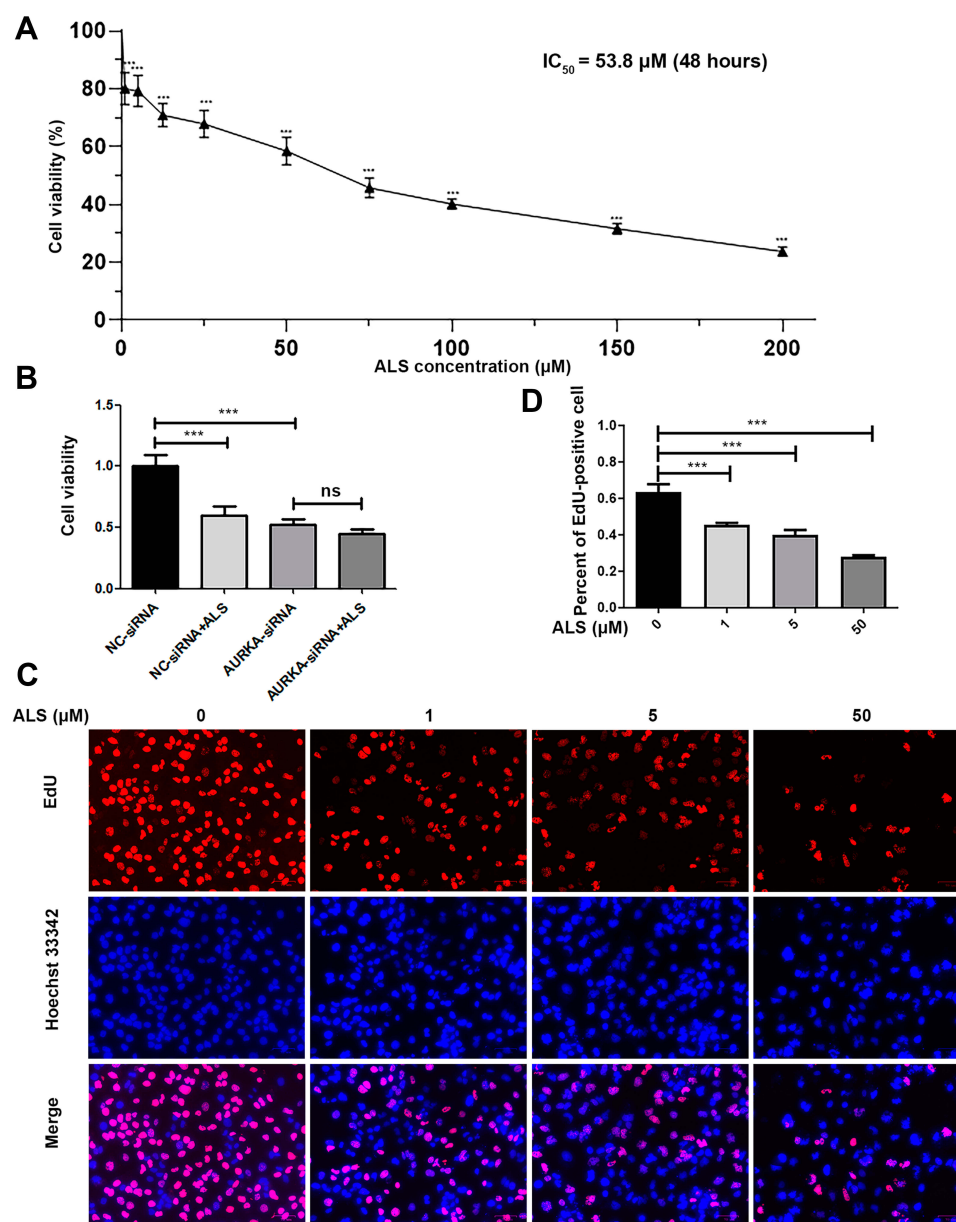 A
IC50 = 53.8 µM (48 hours)
Cell viability (%)
100
80
60
40
20
0
*** *** *** *** *** *** *** *** ***
0 50 100 150 200
ALS concentration (µM)
B
Cell viability
1.5
1.0
0.5
0.0
***
***
ns
NC-siRNA
NC-siRNA+ALS
AURKA-siRNA
AURKA-siRNA+ALS
D
Percent of EdU-positive cell
0.8
0.6
0.4
0.2
0.0
***
***
***
ALS (µM) 0 1 5 50
C
ALS (µM) 0 1 5 50
EdU
Hoechst 33342
Merge